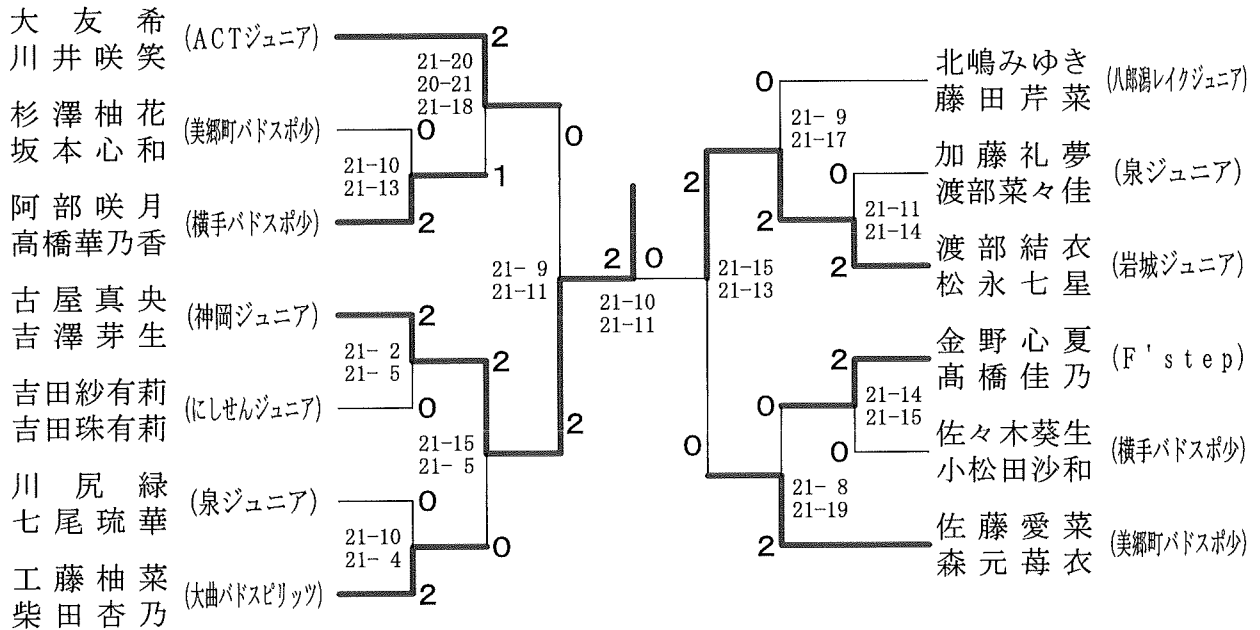 大友希
川井咲笑
(ACTジュニア)
2
21-20
20-21
21-18
杉澤柚花
坂本心和
(美郷町バドスポ少)
0
21-10
21-13
1
阿部咲月
高橋華乃香
(横手バドスポ少)
2
0
21- 9
21-11
古屋真央
吉澤芽生
(神岡ジュニア)
2
21- 2
21- 5
2
吉田紗有莉
吉田珠有莉
(にしせんジュニア)
0
21-15
21- 5
2
川尻緑
七尾琉華
(泉ジュニア)
0
21-10
21- 4
0
工藤柚菜
柴田杏乃
(大曲バドスピリッツ)
2
2 0
21-10
21-11
北嶋みゆき
藤田芹菜
(八郎潟レイクジュニア)
0
21- 9
21-17
加藤礼夢
渡部菜々佳
(泉ジュニア)
0
21-11
21-14
2
2
渡部結衣
松永七星
(岩城ジュニア)
2
21-15
21-13
金野心夏
髙橋佳乃
(F'step)
2
21-14
21-15
0
佐々木葵生
小松田沙和
(横手バドスポ少)
0
0
21- 8
21-19
佐藤愛菜
森元苺衣
(美郷町バドスポ少)
2